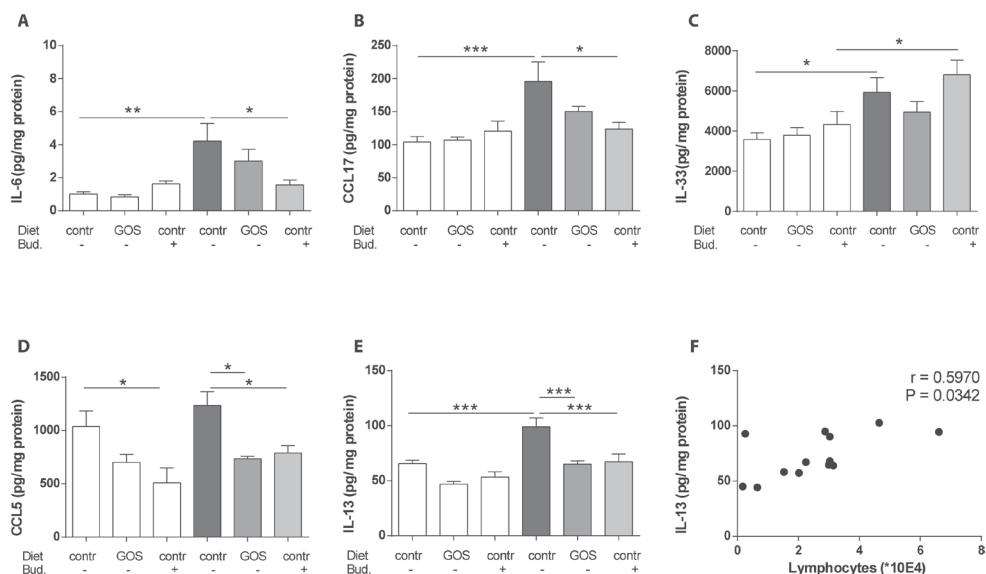 A
IL-6(pg/mg protein)
10
8
6
4
2
0
**
*
Diet contr GOS contr contr GOS contr
Bud. - - + - - +
B
CCL17 (pg/mg protein)
250
200
150
100
50
0
***
*
Diet contr GOS contr contr GOS contr
Bud. - - + - - +
C
IL-33(pg/mg protein)
8000
6000
4000
2000
0
*
*
Diet contr GOS contr contr GOS contr
Bud. - - + - - +
D
CCL5 (pg/mg protein)
1500
1000
500
0
*
*
*
Diet contr GOS contr contr GOS contr
Bud. - - + - - +
E
IL-13 (pg/mg protein)
150
100
50
0
***
***
***
Diet contr GOS contr contr GOS contr
Bud. - - + - - +
F
IL-13 (pg/mg protein)
150
100
50
0
r = 0.5970
P = 0.0342
0 2 4 6 8
Lymphocytes (*10E4)